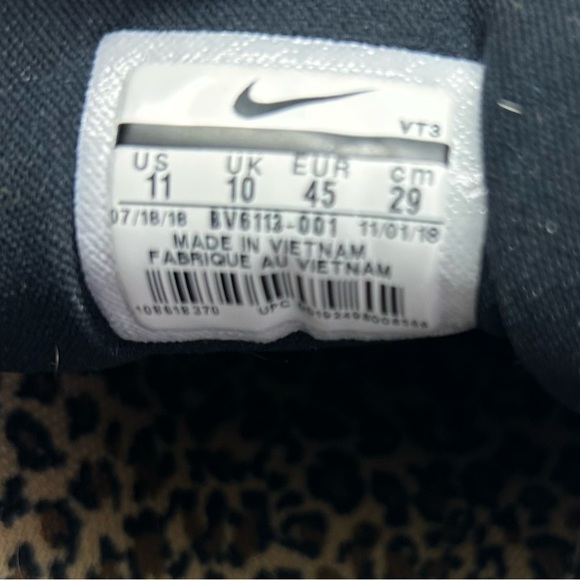 VT3
US UK EUR cm
11 10 45 29
07/18/18 BV6113-001 11/01/18
MADE IN VIETNAM
FABRIQUE AU VIETNAM
UPC